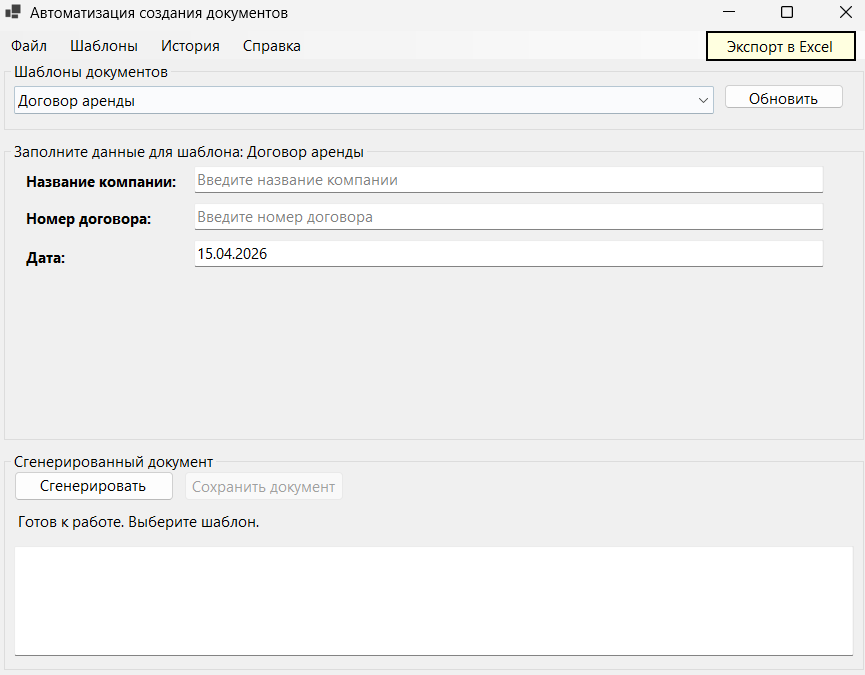 Автоматизация создания документов
Файл Шаблоны История Справка Экспорт в Excel
Шаблоны документов
Договор аренды Обновить
Заполните данные для шаблона: Договор аренды
Название компании: Введите название компании
Номер договора: Введите номер договора
Дата: 15.04.2026
Сгенерированный документ
Сгенерировать Сохранить документ
Готов к работе. Выберите шаблон.